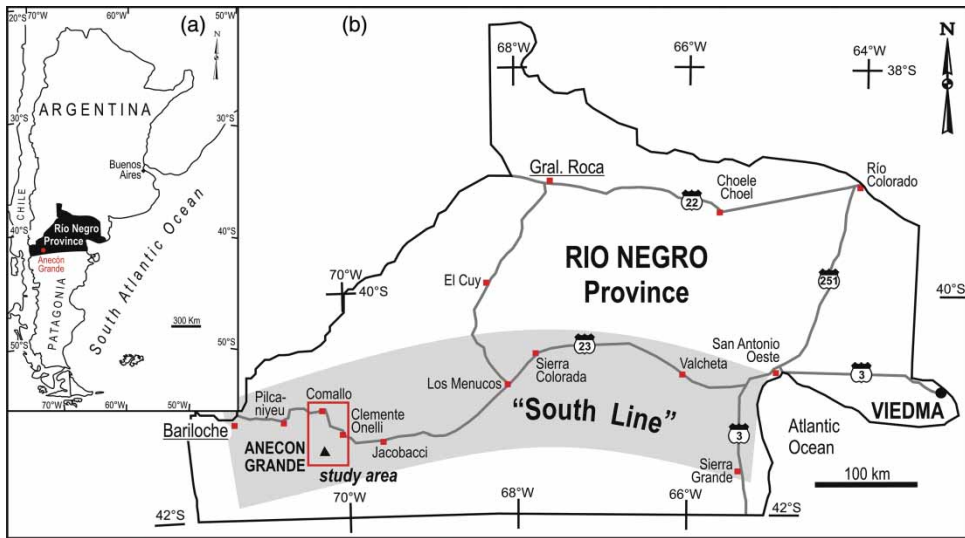 20°S
70°W
60°W
(a)
N
ARGENTINA
30°S
30°S
Buenos
Aires
CHILE
Río Negro
Province
40°S
40°S
Anecón
Grande
PATAGONIA
South Atlantic Ocean
300 Km
50°S
50°S
70°W
60°W
50°W
(b)
68°W
66°W
64°W
38°S
N
Gral. Roca
Choele
Choel
Río
Colorado
22
RIO NEGRO
Province
70°W
40°S
El Cuy
251
40°S
San Antonio
Oeste
23
Sierra
Colorada
Valcheta
Los Menucos
3
VIEDMA
Pilca-
niyeu
Comallo
Clemente
Onelli
"South Line"
Bariloche
ANECON
GRANDE
Jacobacci
study area
3
Atlantic
Ocean
Sierra
Grande
100 km
70°W
68°W
66°W
42°S
42°S